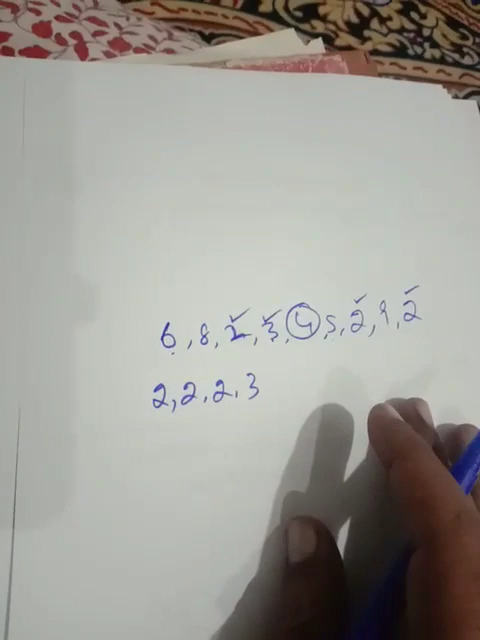 6, 8, 2, 3, 4, 5, 2, 9, 2
2, 2, 2, 3